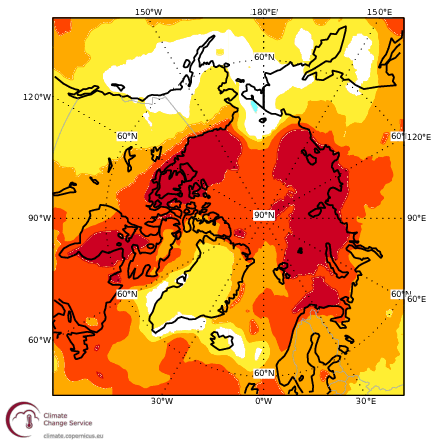 150°W 180°E 150°E
60°N
120°W
60°N 60°N 120°E
90°W 90°N 90°E
60°N 60°N 60°E
60°W
60°N
30°W 0°W 30°E
Climate
Change Service
climate.copernicus.eu